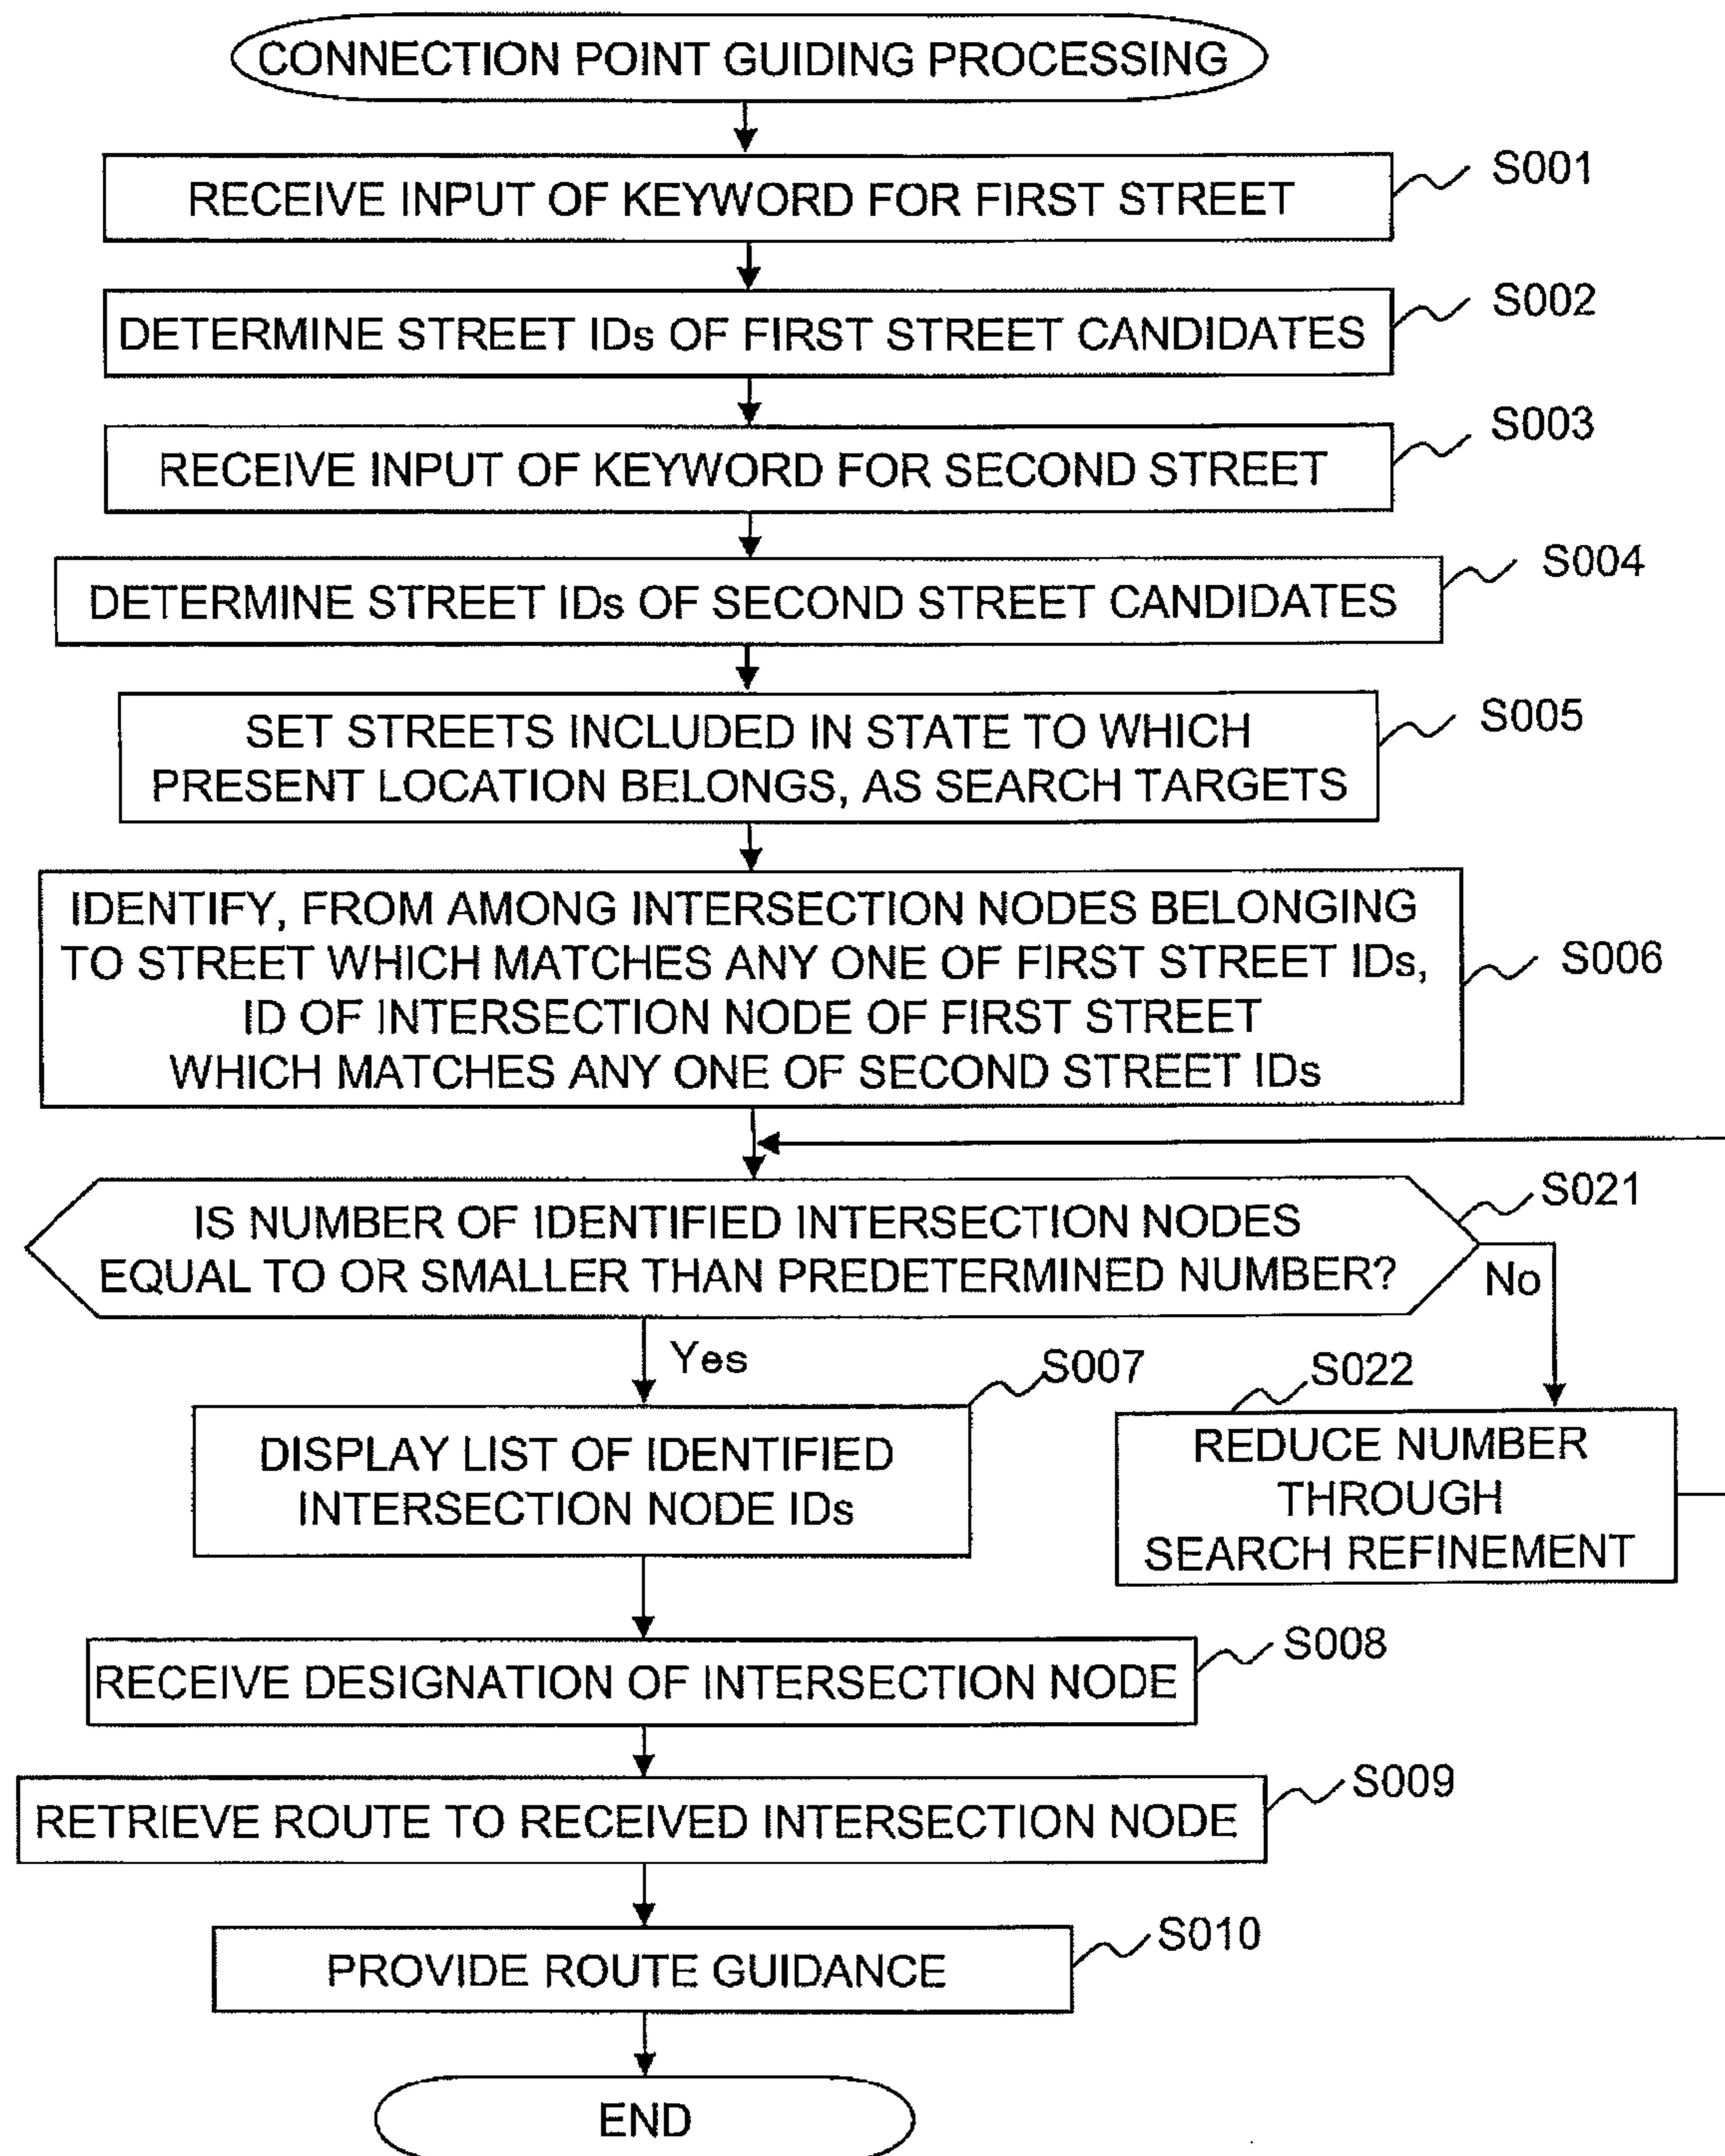 CONNECTION POINT GUIDING PROCESSING
S001
RECEIVE INPUT OF KEYWORD FOR FIRST STREET
S002
DETERMINE STREET IDs OF FIRST STREET CANDIDATES
S003
RECEIVE INPUT OF KEYWORD FOR SECOND STREET
S004
DETERMINE STREET IDs OF SECOND STREET CANDIDATES
S005
SET STREETS INCLUDED IN STATE TO WHICH
PRESENT LOCATION BELONGS, AS SEARCH TARGETS
S006
IDENTIFY, FROM AMONG INTERSECTION NODES BELONGING
TO STREET WHICH MATCHES ANY ONE OF FIRST STREET IDs,
ID OF INTERSECTION NODE OF FIRST STREET
WHICH MATCHES ANY ONE OF SECOND STREET IDs
S021
IS NUMBER OF IDENTIFIED INTERSECTION NODES
EQUAL TO OR SMALLER THAN PREDETERMINED NUMBER?
No
Yes
S007
DISPLAY LIST OF IDENTIFIED
INTERSECTION NODE IDs
S022
REDUCE NUMBER
THROUGH
SEARCH REFINEMENT
S008
RECEIVE DESIGNATION OF INTERSECTION NODE
S009
RETRIEVE ROUTE TO RECEIVED INTERSECTION NODE
S010
PROVIDE ROUTE GUIDANCE
END